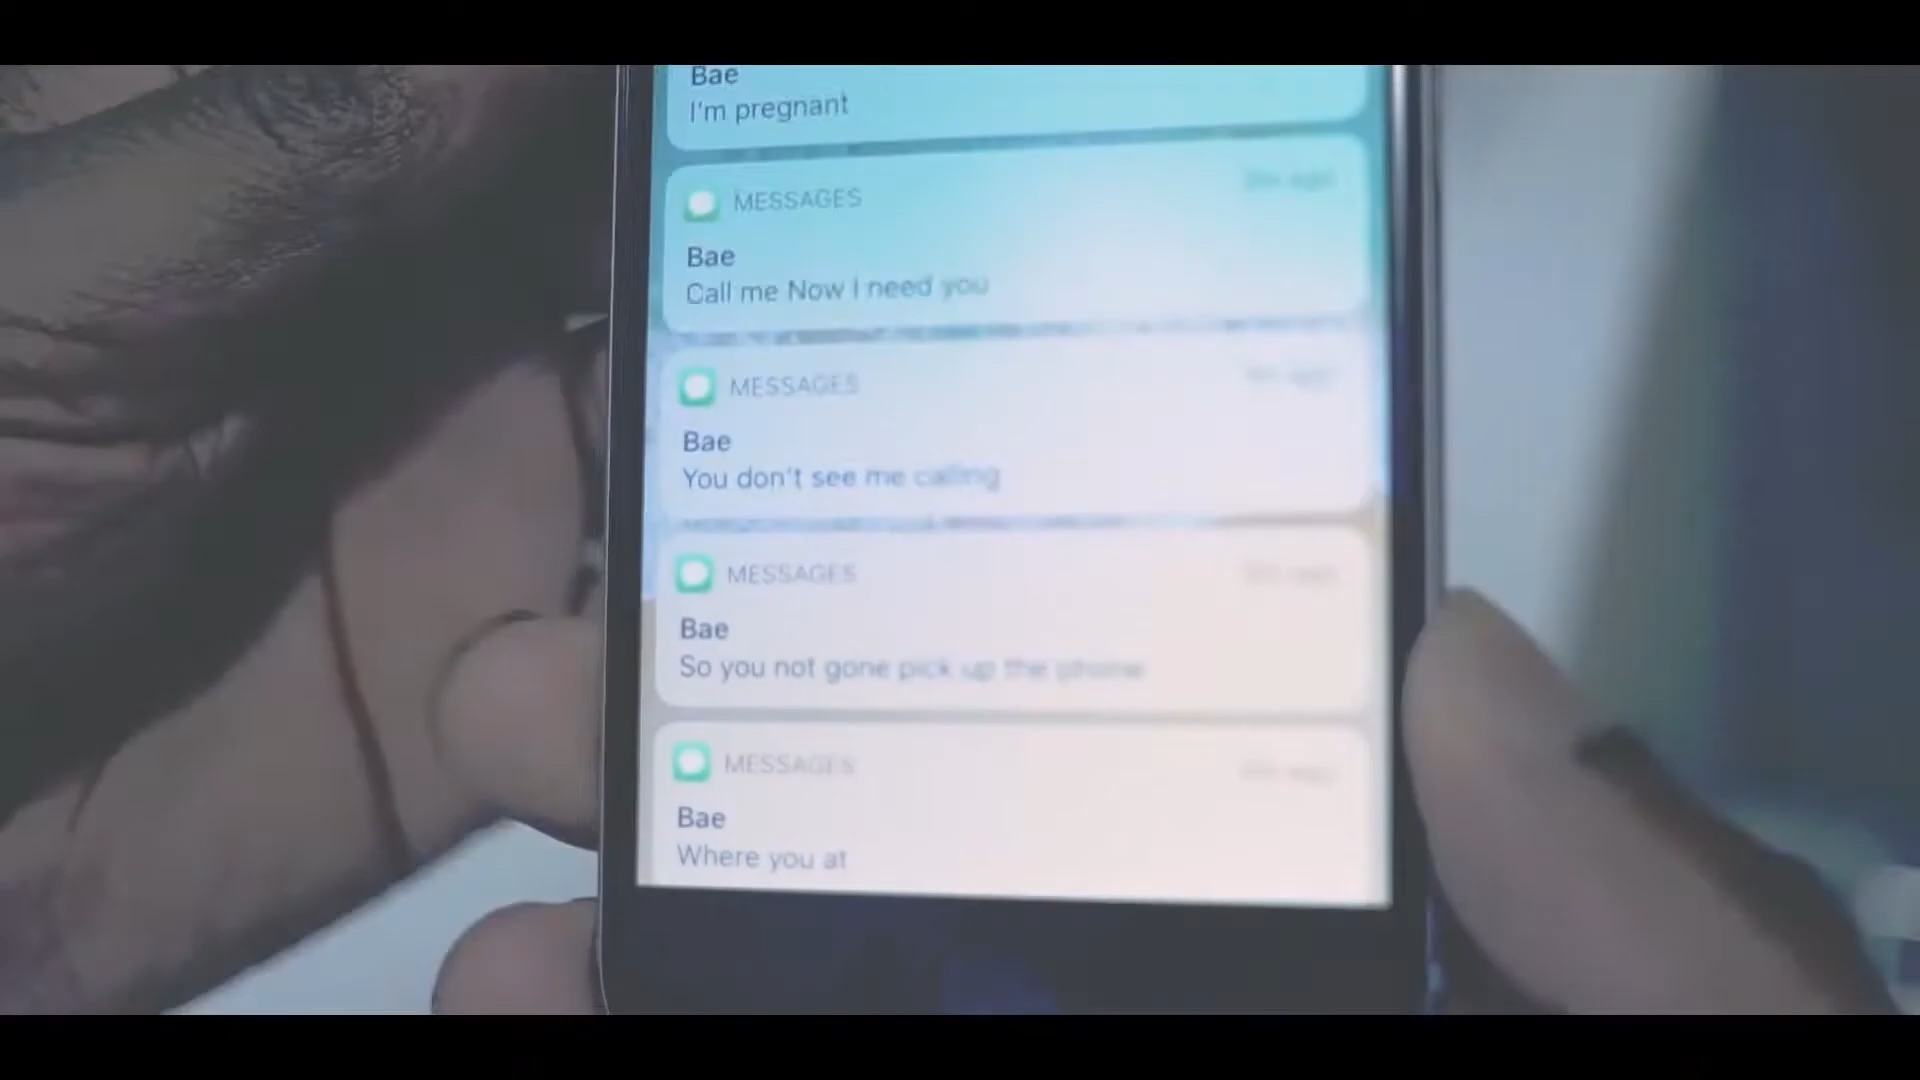 Bae
I'm pregnant
MESSAGES
Bae
Call me Now I need you
MESSAGES
Bae
You don't see me calling
MESSAGES
Bae
So you not gone pick up the phone
MESSAGES
Bae
Where you at